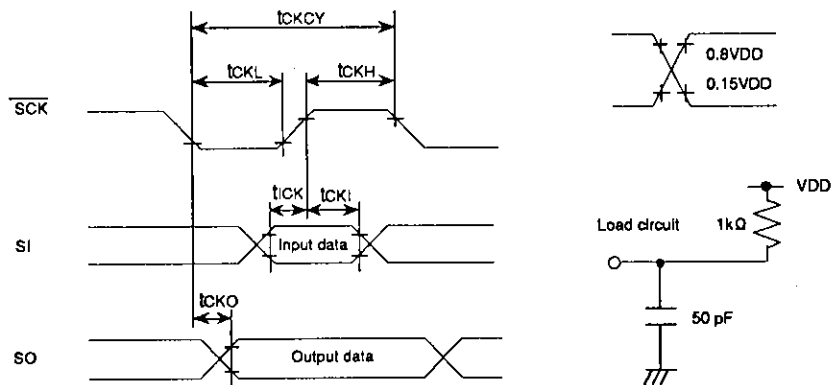 tCKCY
tCKL
tCKH
SCK
tICK
tCKI
SI
Input data
tCKO
SO
Output data
0.8VDD
0.15VDD
VDD
Load circuit
1kΩ
50 pF